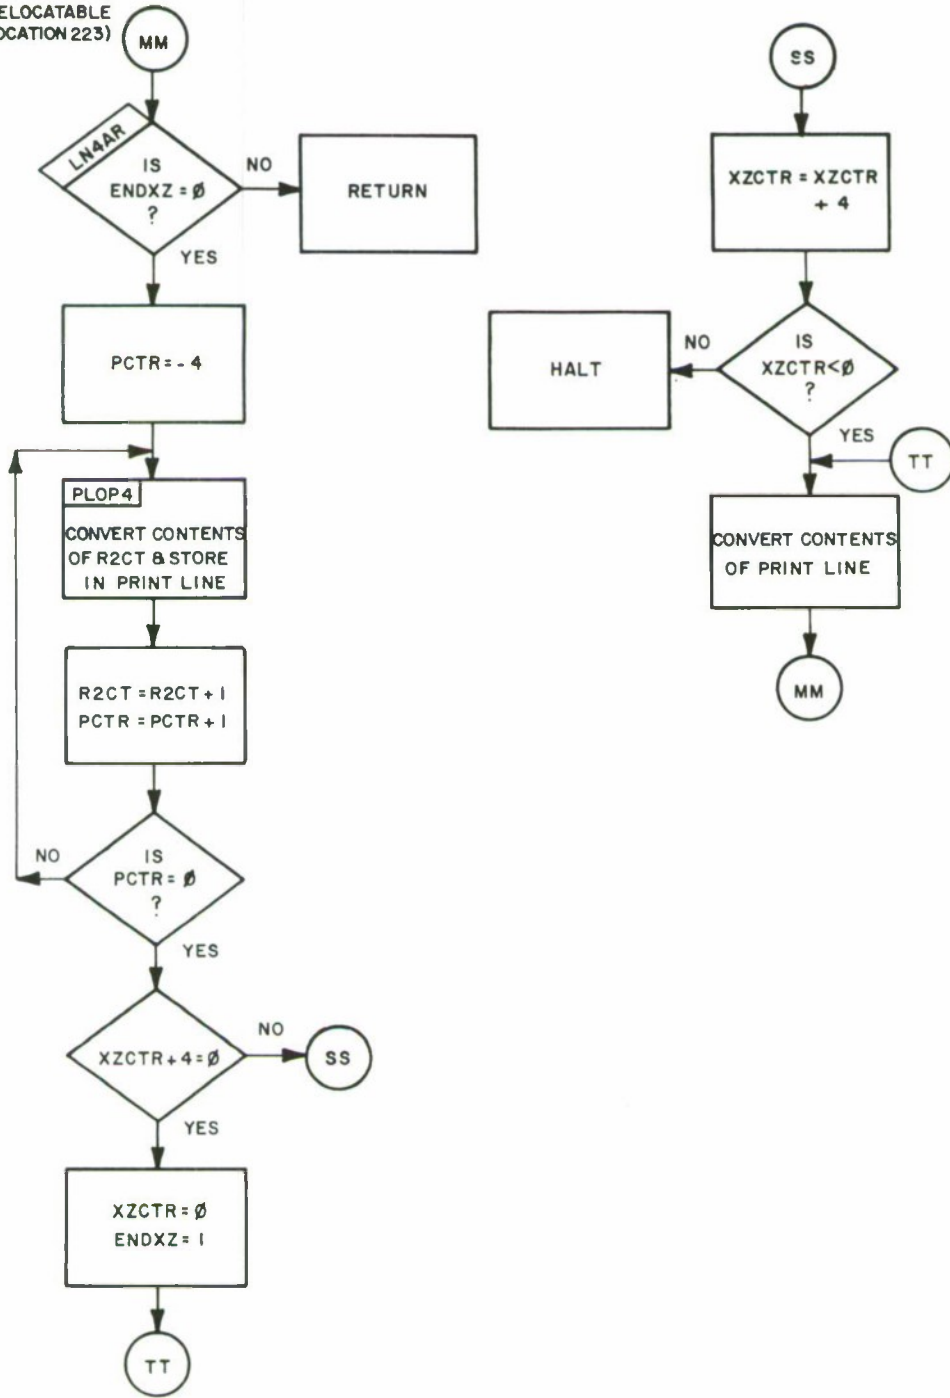 ELOCATABLE
OCATION 223)
MM
LN4AR
IS
ENDXZ = Ø
?
NO
RETURN
YES
PCTR = - 4
PLOP4
CONVERT CONTENTS
OF R2CT & STORE
IN PRINT LINE
R2CT = R2CT + 1
PCTR = PCTR + 1
IS
PCTR = Ø
?
NO
YES
XZCTR + 4 = Ø
NO
SS
YES
XZCTR = Ø
ENDXZ = 1
TT
SS
XZCTR = XZCTR
+ 4
IS
XZCTR < Ø
?
NO
HALT
YES
TT
CONVERT CONTENTS
OF PRINT LINE
MM